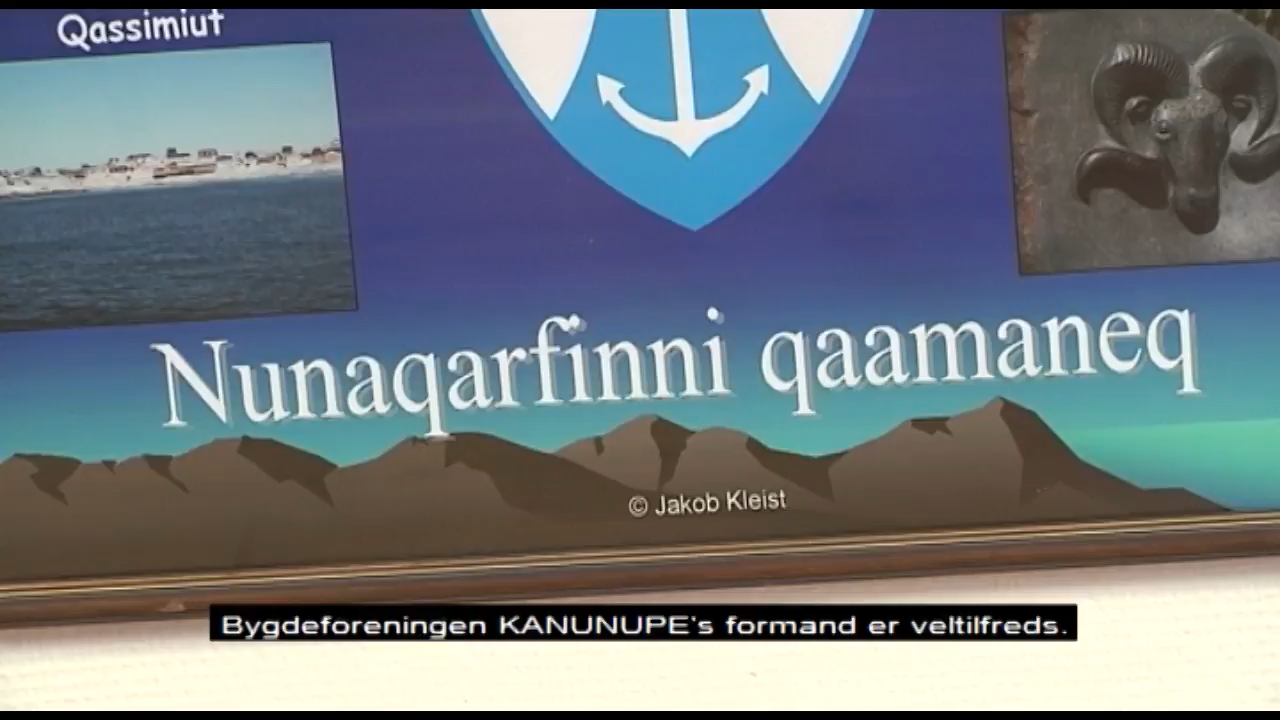 Qassimiut
Nunaqarfinni qaamaneq
© Jakob Kleist
Bygdeforeningen KANUNUPE's formand er veltilfreds.